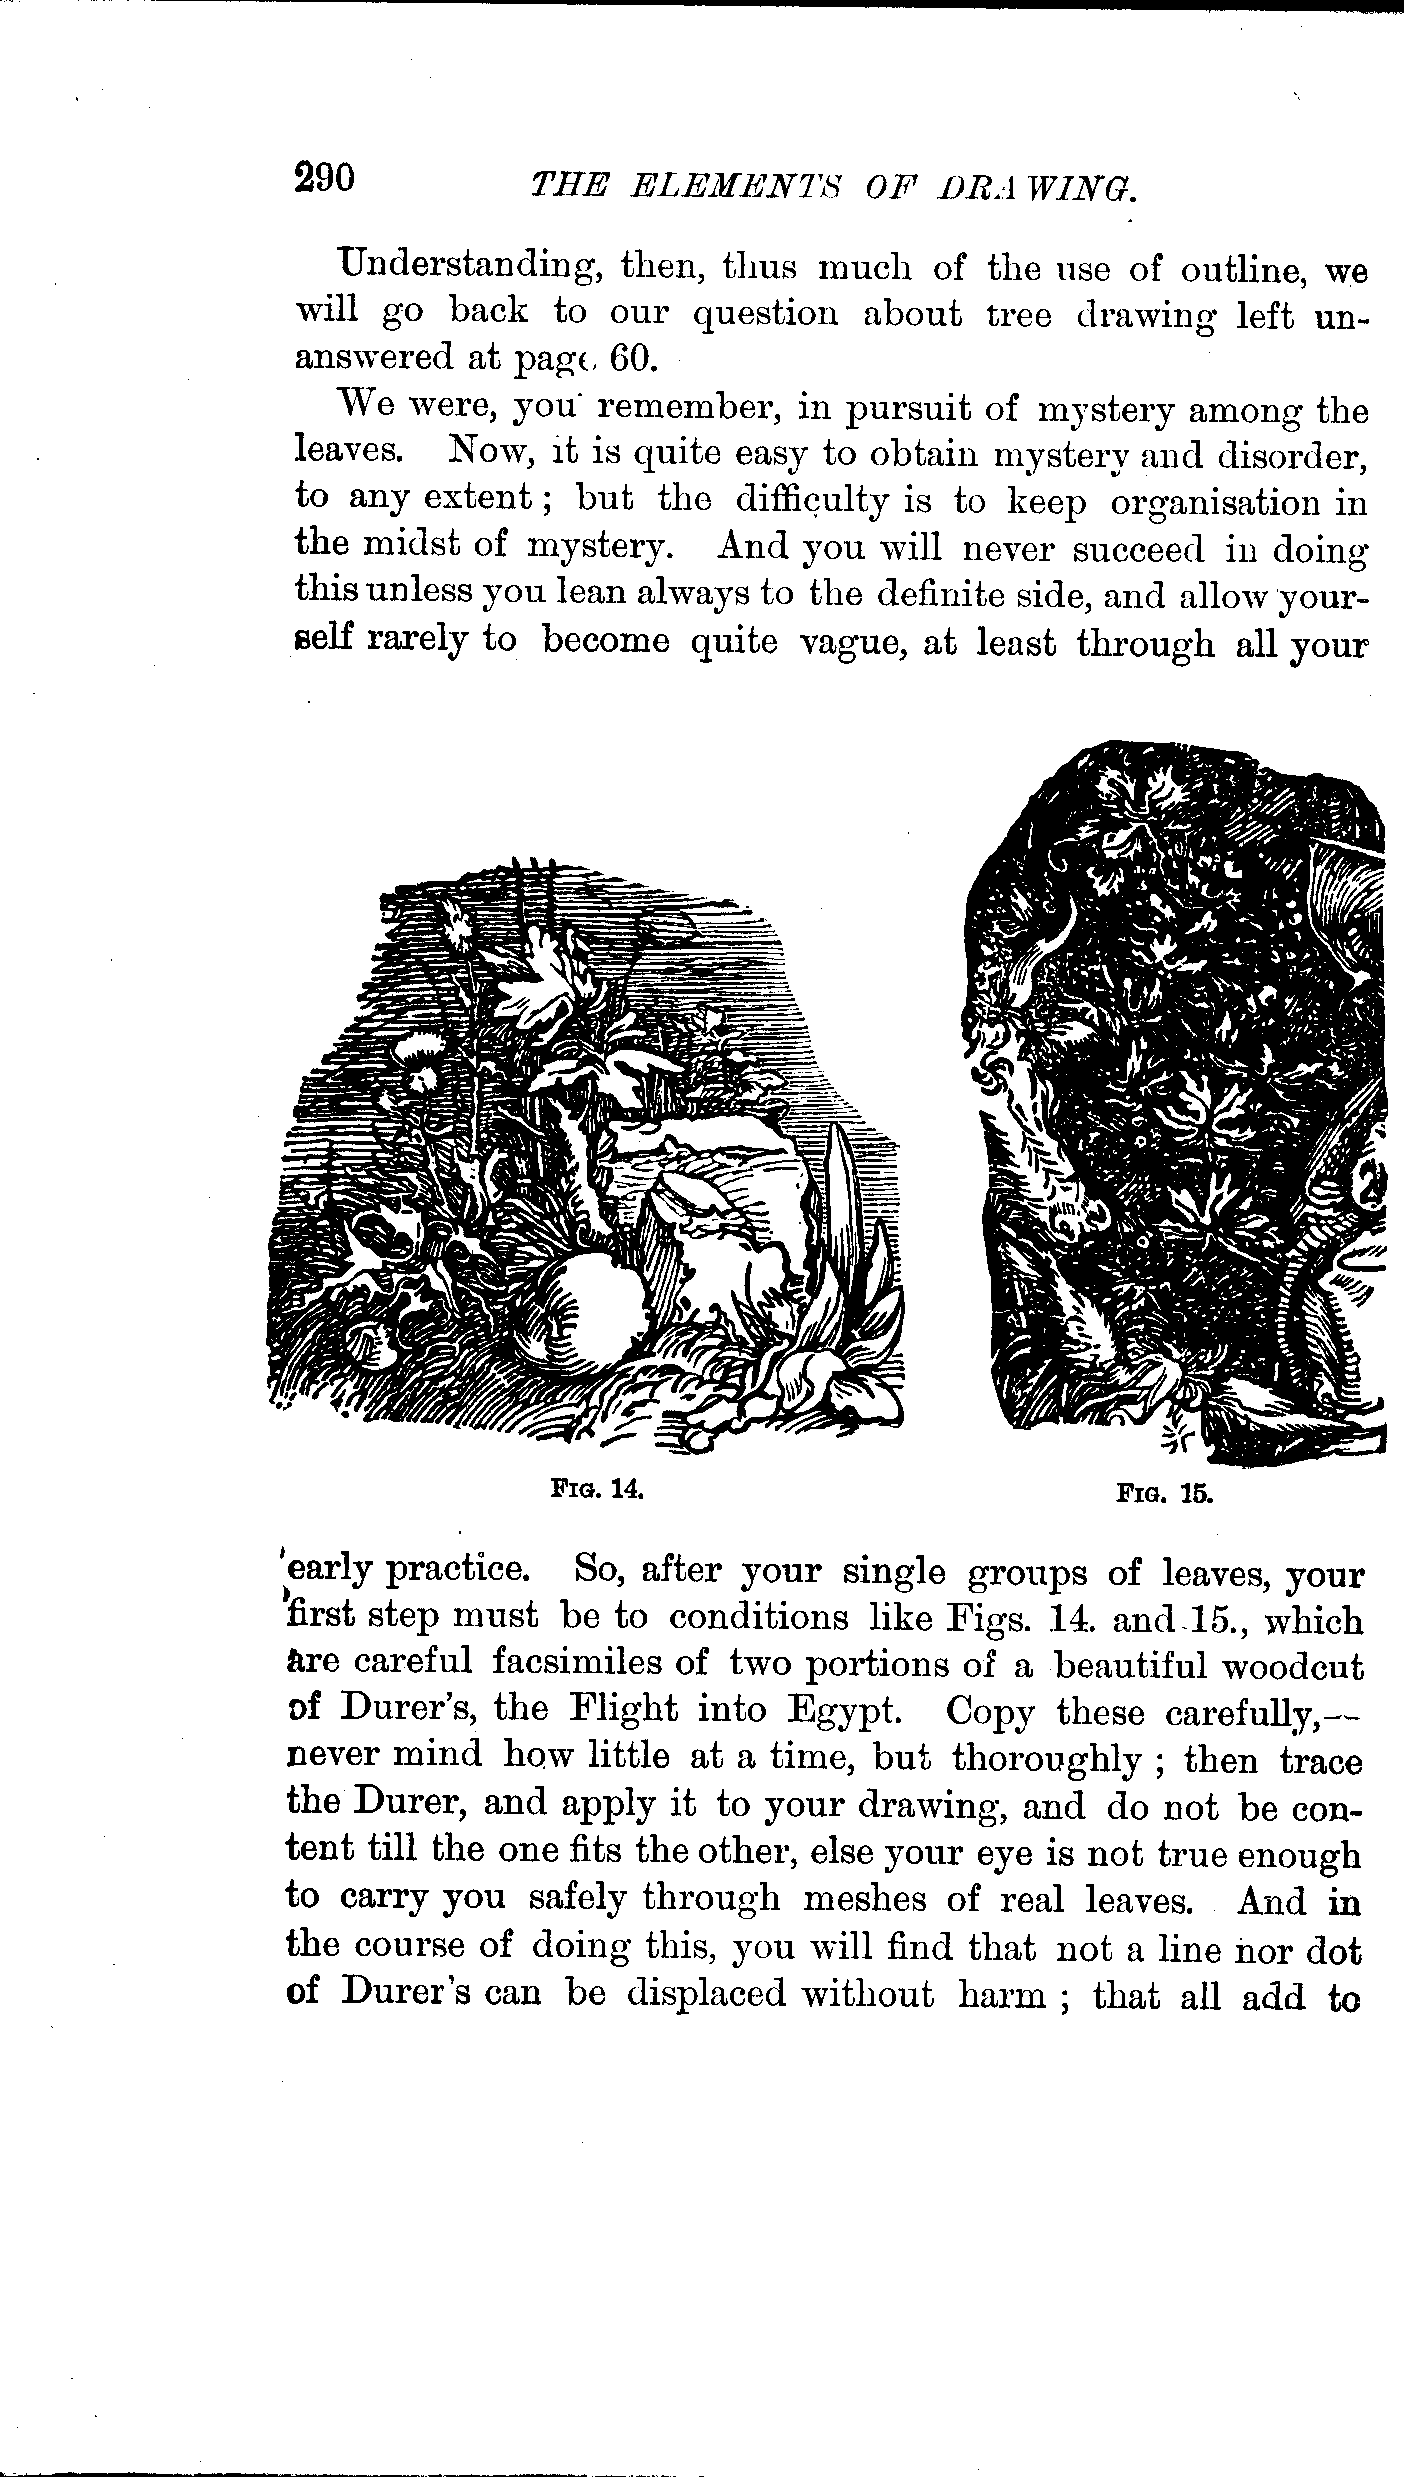 290 THE ELEMENTS OF DRAWING.
Understanding, then, thus much of the use of outline, we
will go back to our question about tree drawing left un-
answered at page 60.
We were, you remember, in pursuit of mystery among the
leaves. Now, it is quite easy to obtain mystery and disorder,
to any extent; but the difficulty is to keep organisation in
the midst of mystery. And you will never succeed in doing
this unless you lean always to the definite side, and allow your-
self rarely to become quite vague, at least through all your
FIG. 14.
FIG. 15.
early practice. So, after your single groups of leaves, your
first step must be to conditions like Figs. 14. and 15., which
are careful facsimiles of two portions of a beautiful woodcut
of Durer's, the Flight into Egypt. Copy these carefully,—
never mind how little at a time, but thoroughly; then trace
the Durer, and apply it to your drawing, and do not be con-
tent till the one fits the other, else your eye is not true enough
to carry you safely through meshes of real leaves. And in
the course of doing this, you will find that not a line nor dot
of Durer's can be displaced without harm; that all add to